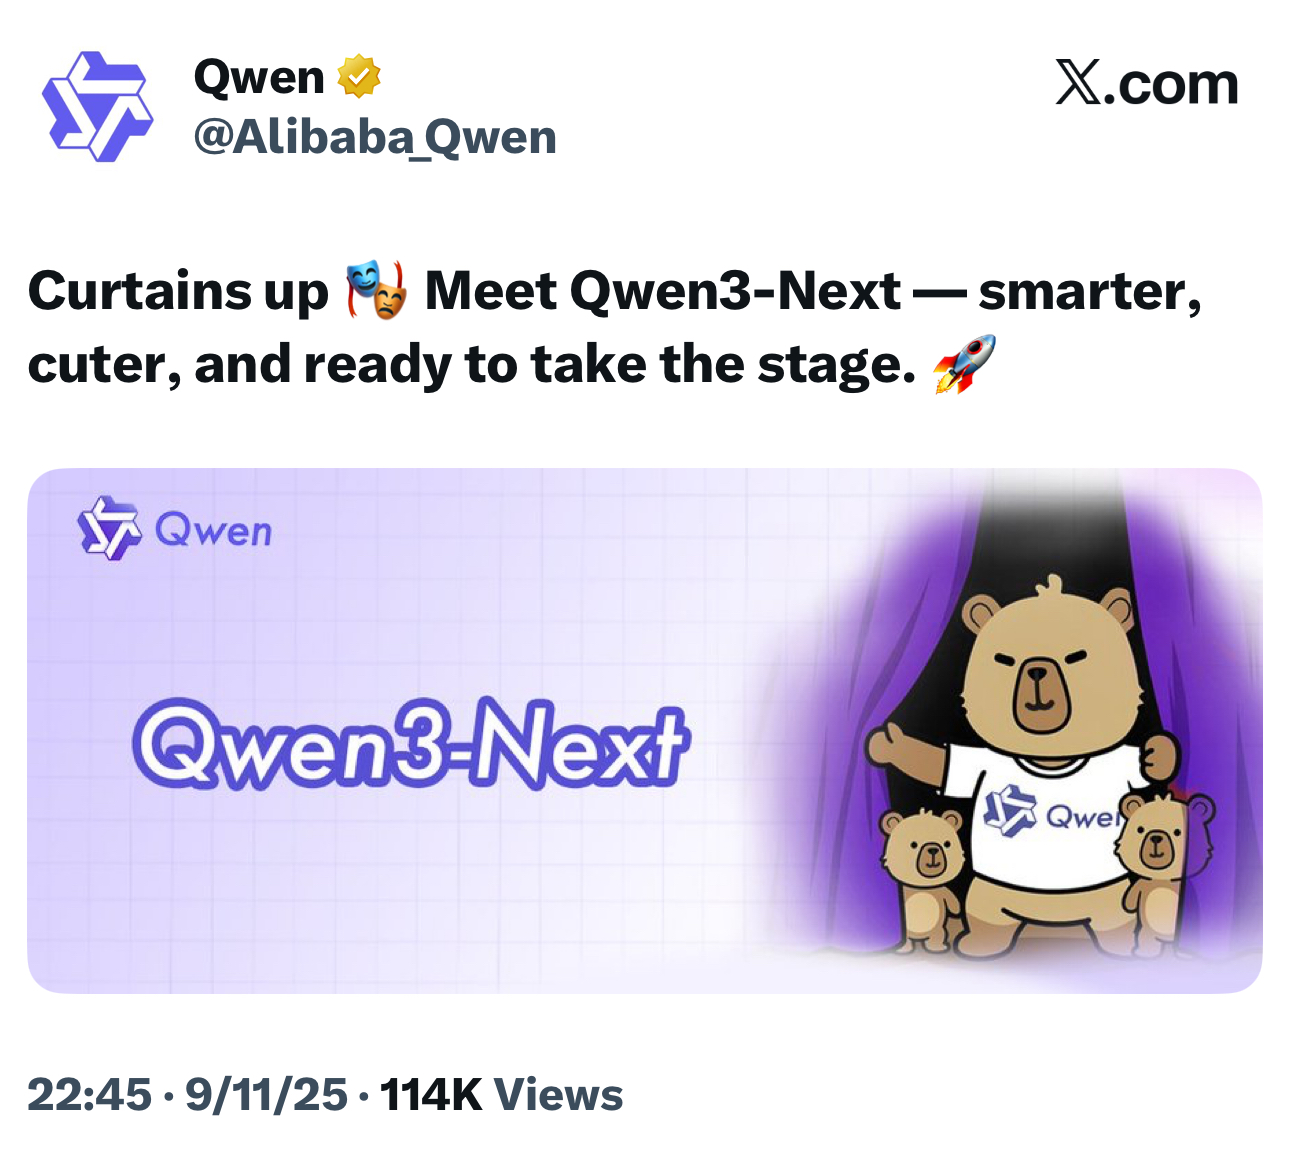 Qwen
X.com
@Alibaba_Qwen
Curtains up 🎭 Meet Qwen3-Next — smarter,
cuter, and ready to take the stage. 🚀
Qwen
Qwen3-Next
Qwen
22:45 · 9/11/25 · 114K Views